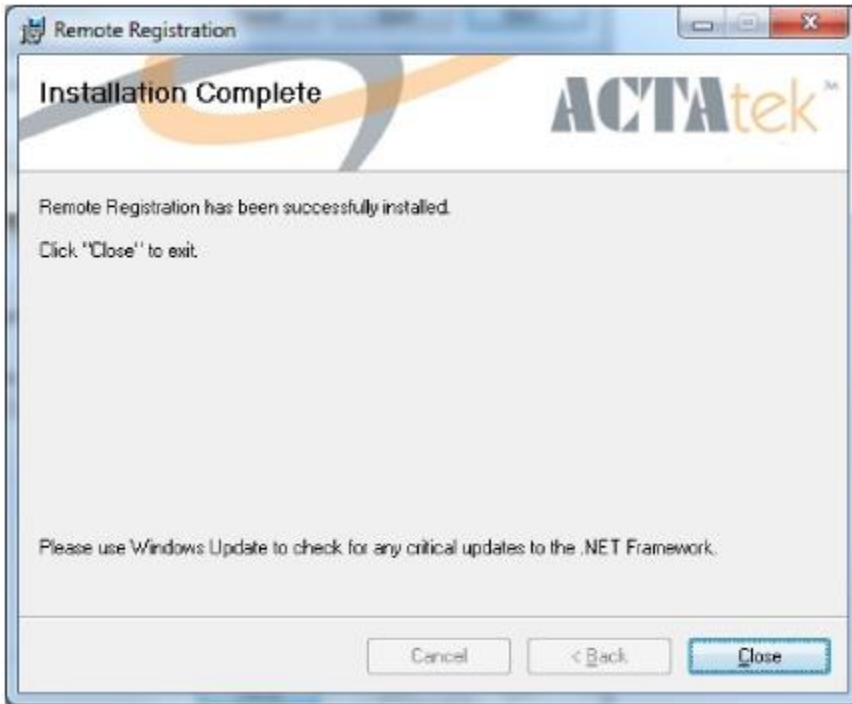 Remote Registration
Installation Complete
ACTAtek™
Remote Registration has been successfully installed.
Click "Close" to exit.
Please use Windows Update to check for any critical updates to the .NET Framework.
Cancel
< Back
Close